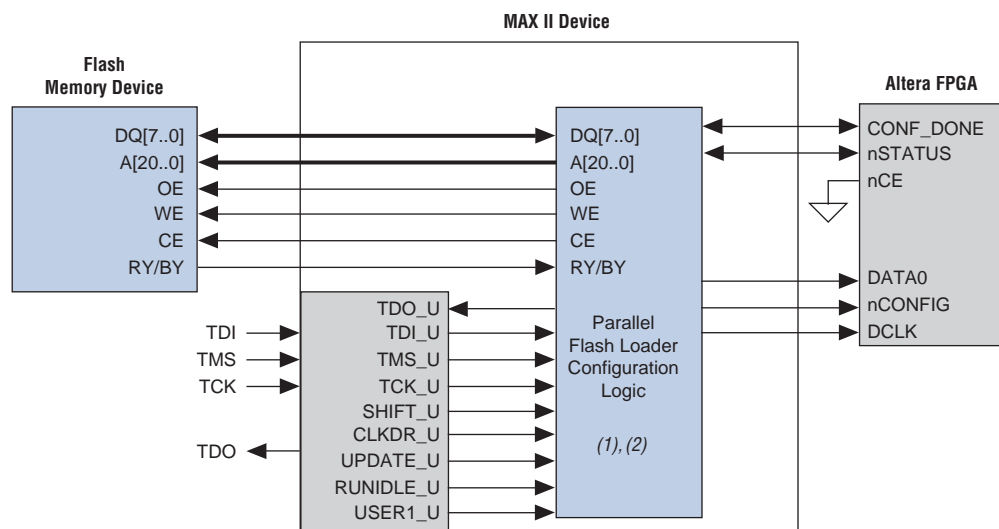 MAX II Device
Flash
Memory Device
Altera FPGA
DQ[7..0]
A[20..0]
OE
WE
CE
RY/BY
DQ[7..0]
A[20..0]
OE
WE
CE
RY/BY
Parallel
Flash Loader
Configuration
Logic
(1), (2)
CONF_DONE
nSTATUS
nCE
DATA0
nCONFIG
DCLK
TDI
TMS
TCK
TDO
TDO_U
TDI_U
TMS_U
TCK_U
SHIFT_U
CLKDR_U
UPDATE_U
RUNIDLE_U
USER1_U